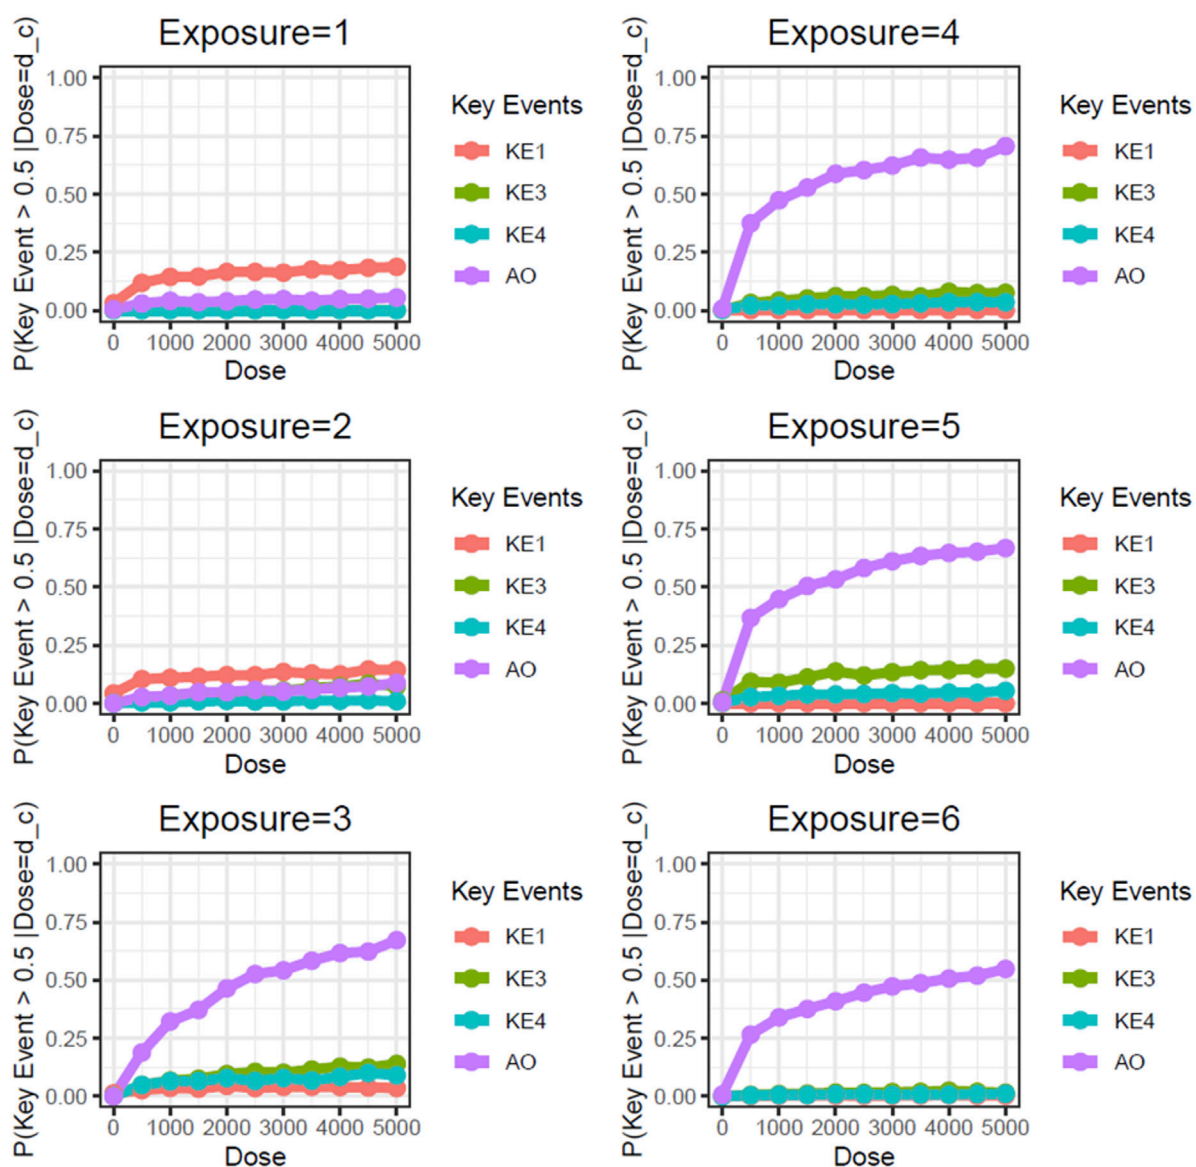 Exposure=1
P(Key Event > 0.5 |Dose=d_c)
1.00
0.75
0.50
0.25
0.00
0 1000 2000 3000 4000 5000
Dose
Key Events
KE1
KE3
KE4
AO
Exposure=4
P(Key Event > 0.5 |Dose=d_c)
1.00
0.75
0.50
0.25
0.00
0 1000 2000 3000 4000 5000
Dose
Key Events
KE1
KE3
KE4
AO
Exposure=2
P(Key Event > 0.5 |Dose=d_c)
1.00
0.75
0.50
0.25
0.00
0 1000 2000 3000 4000 5000
Dose
Key Events
KE1
KE3
KE4
AO
Exposure=5
P(Key Event > 0.5 |Dose=d_c)
1.00
0.75
0.50
0.25
0.00
0 1000 2000 3000 4000 5000
Dose
Key Events
KE1
KE3
KE4
AO
Exposure=3
P(Key Event > 0.5 |Dose=d_c)
1.00
0.75
0.50
0.25
0.00
0 1000 2000 3000 4000 5000
Dose
Key Events
KE1
KE3
KE4
AO
Exposure=6
P(Key Event > 0.5 |Dose=d_c)
1.00
0.75
0.50
0.25
0.00
0 1000 2000 3000 4000 5000
Dose
Key Events
KE1
KE3
KE4
AO